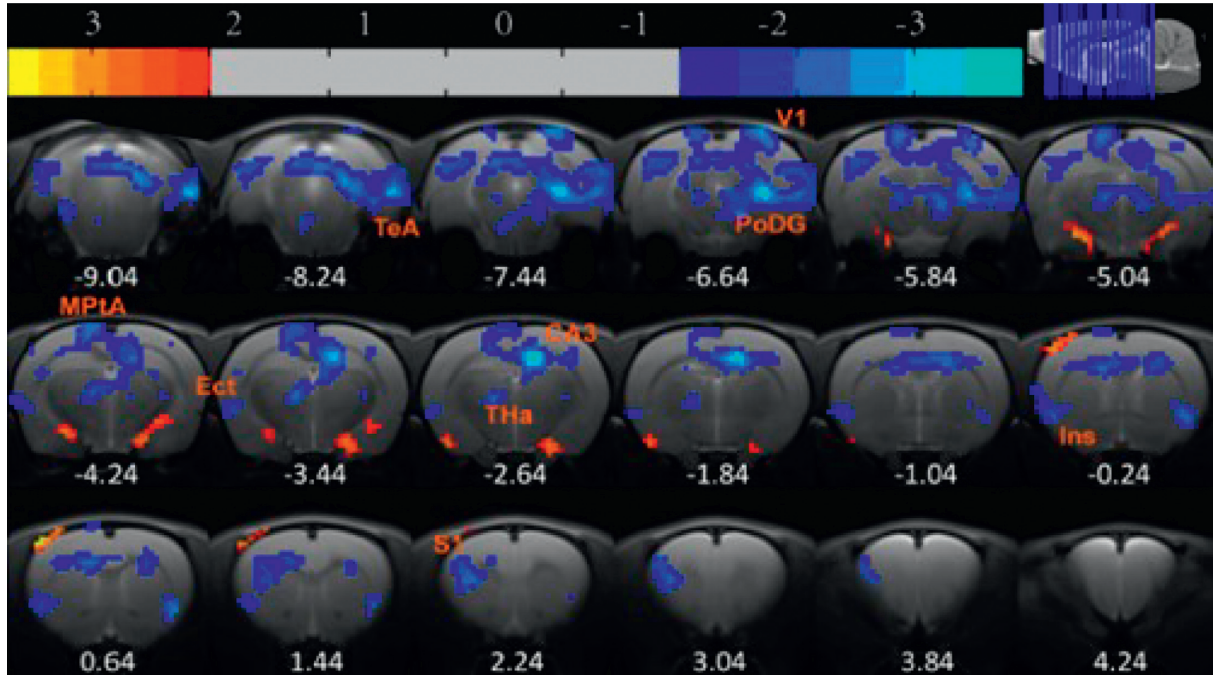 3 2 1 0 -1 -2 -3
V1
TeA PoDG
-9.04 -8.24 -7.44 -6.64 -5.84 -5.04
MPtA CA3
Ect THa Ins
-4.24 -3.44 -2.64 -1.84 -1.04 -0.24
S1
0.64 1.44 2.24 3.04 3.84 4.24